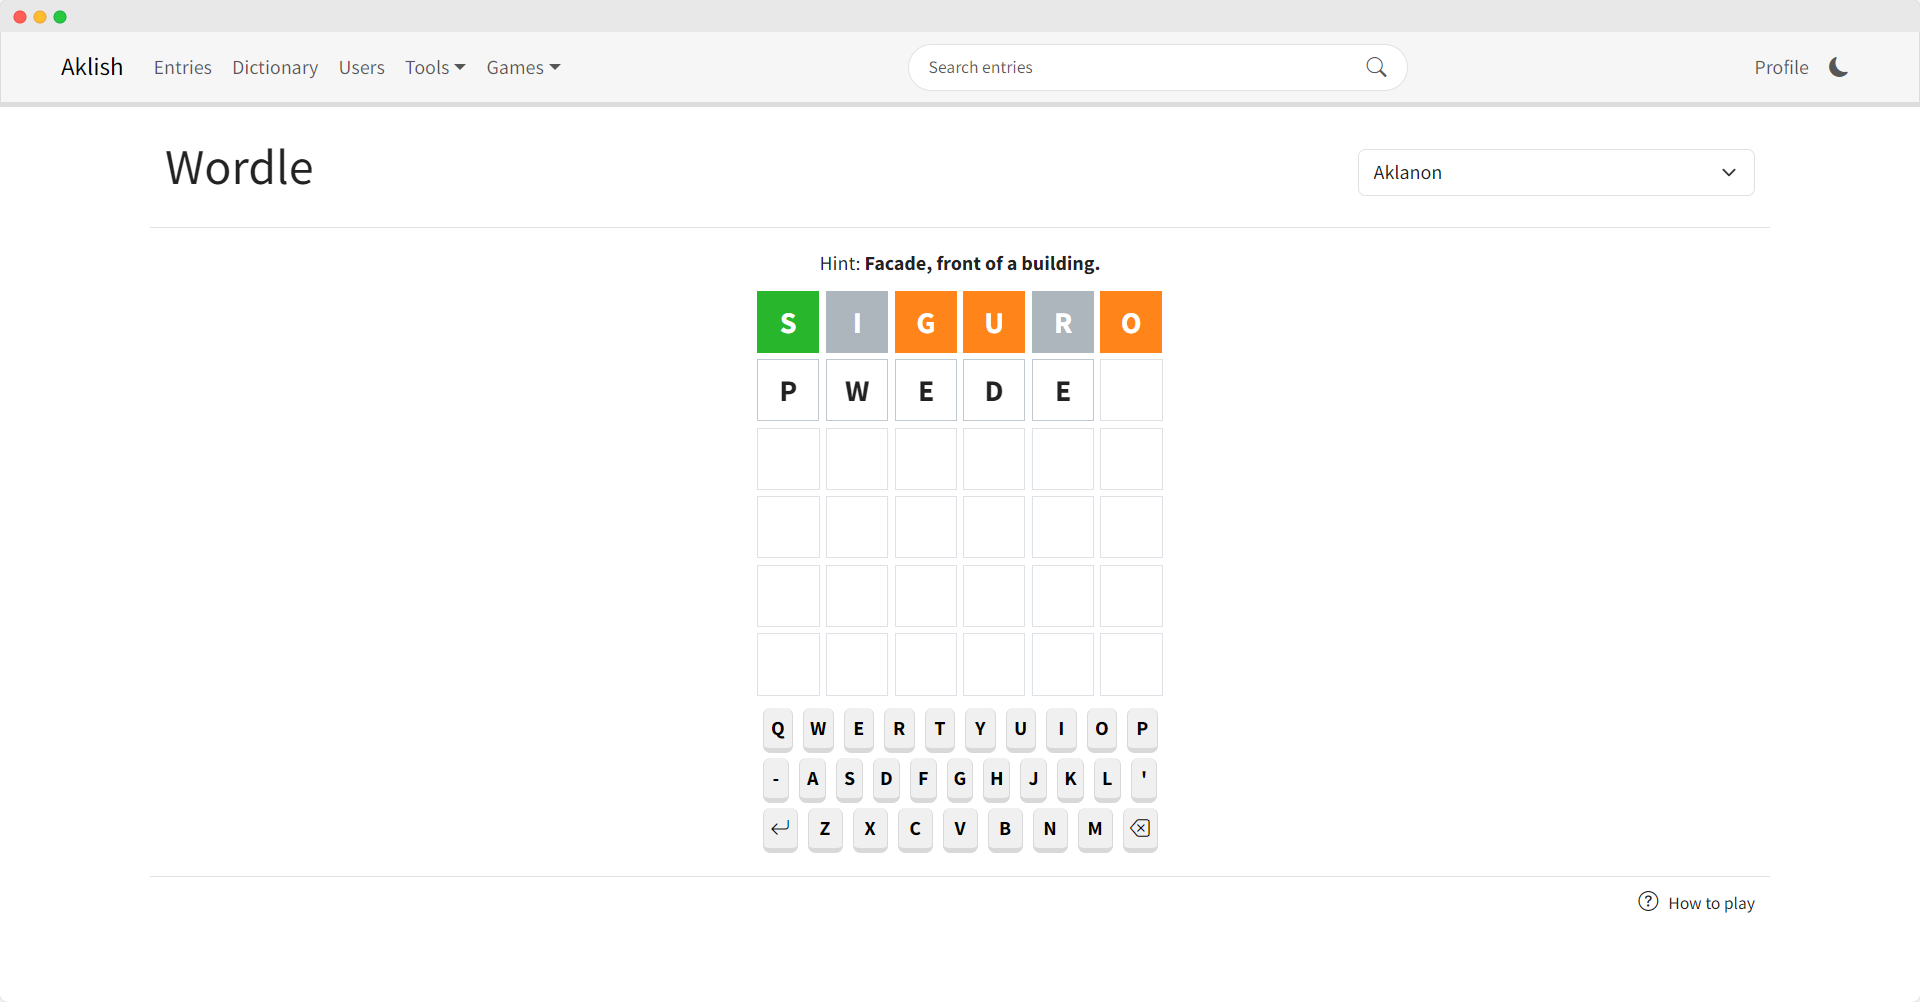 Aklish Entries Dictionary Users Tools Games Search entries Profile
Wordle
Aklanon
Hint: Facade, front of a building.
S I G U R O
P W E D E
Q W E R T Y U I O P
- A S D F G H J K L '
Z X C V B N M
How to play